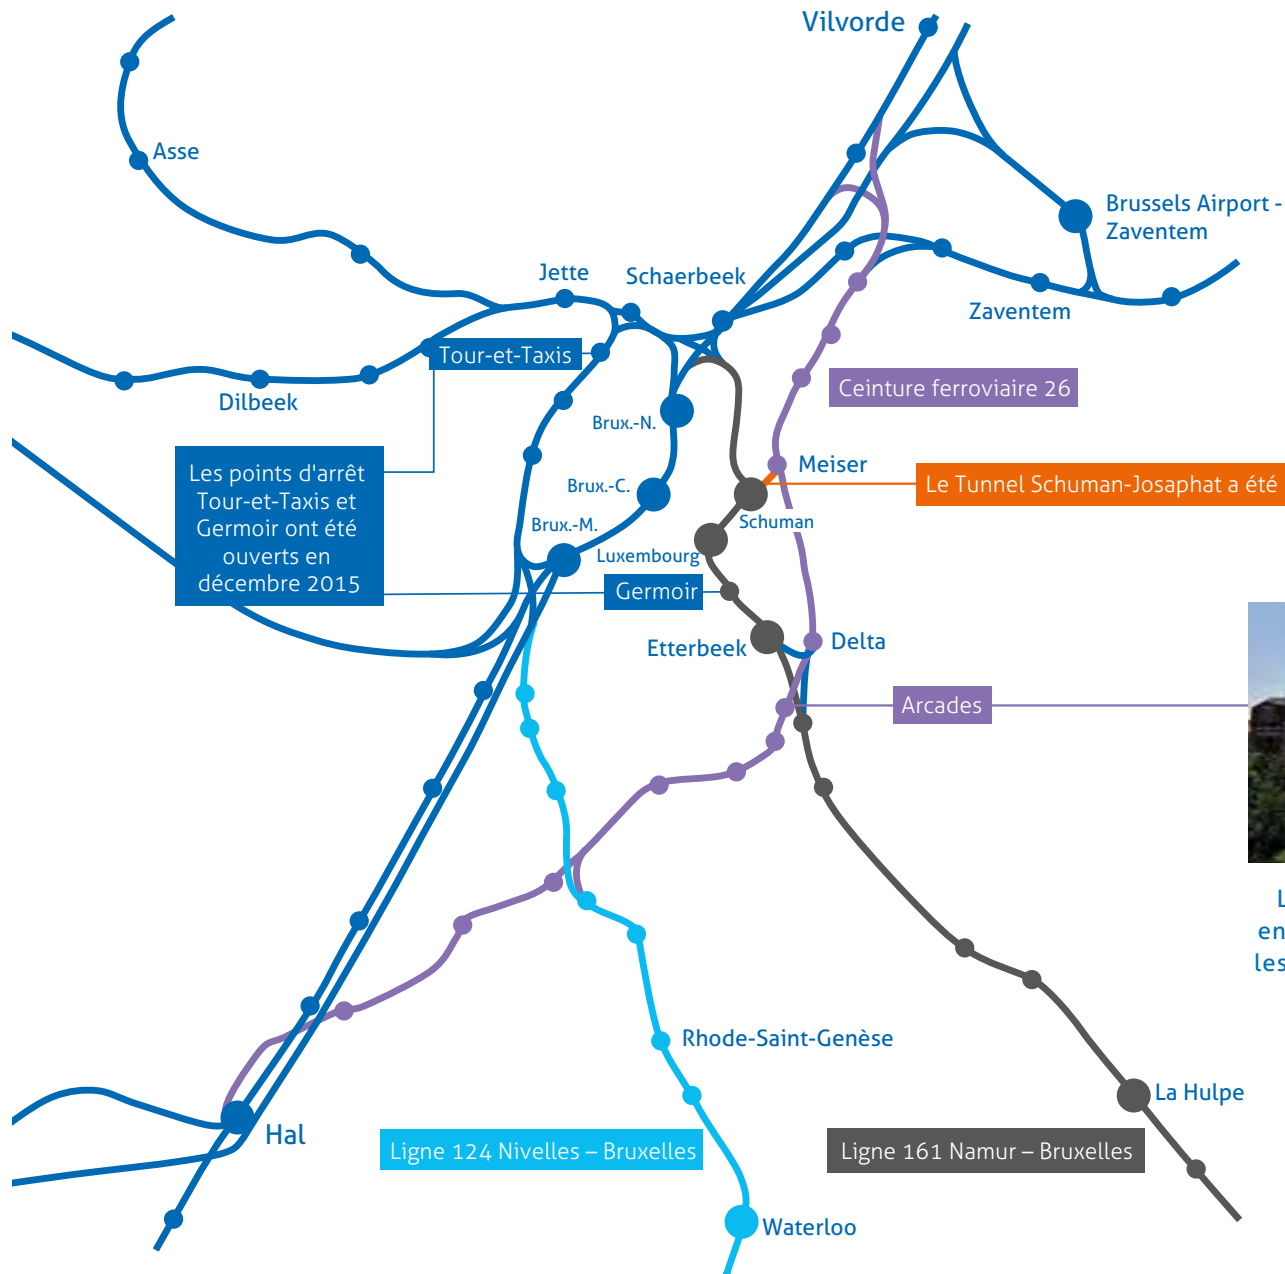 Vilvorde
Asse
Brussels Airport -
Zaventem
Jette
Schaerbeek
Zaventem
Tour-et-Taxis
Ceinture ferroviaire 26
Dilbeek
Brux.-N.
Meiser
Les points d'arrêt
Tour-et-Taxis et
Germoir ont été
ouverts en
décembre 2015
Le Tunnel Schuman-Josaphat a été
Brux.-C.
Schuman
Brux.-M.
Luxembourg
Germoir
Etterbeek
Delta
Arcades
L
en
les
Rhode-Saint-Genèse
La Hulpe
Hal
Ligne 124 Nivelles – Bruxelles
Ligne 161 Namur – Bruxelles
Waterloo